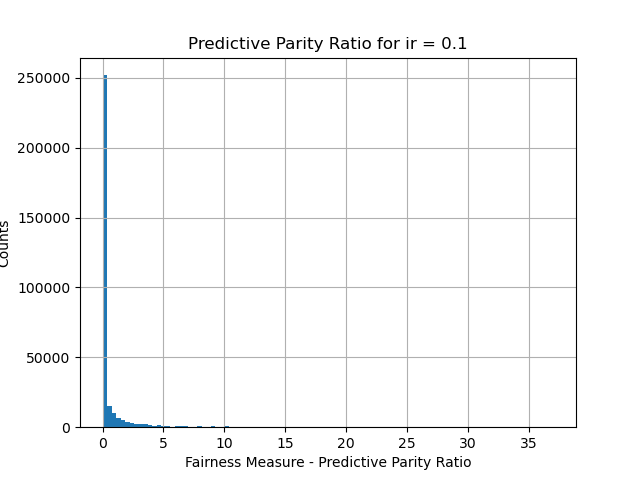 Predictive Parity Ratio for ir = 0.1
250000
200000
150000
100000
50000
0
Counts
0 5 10 15 20 25 30 35
Fairness Measure - Predictive Parity Ratio